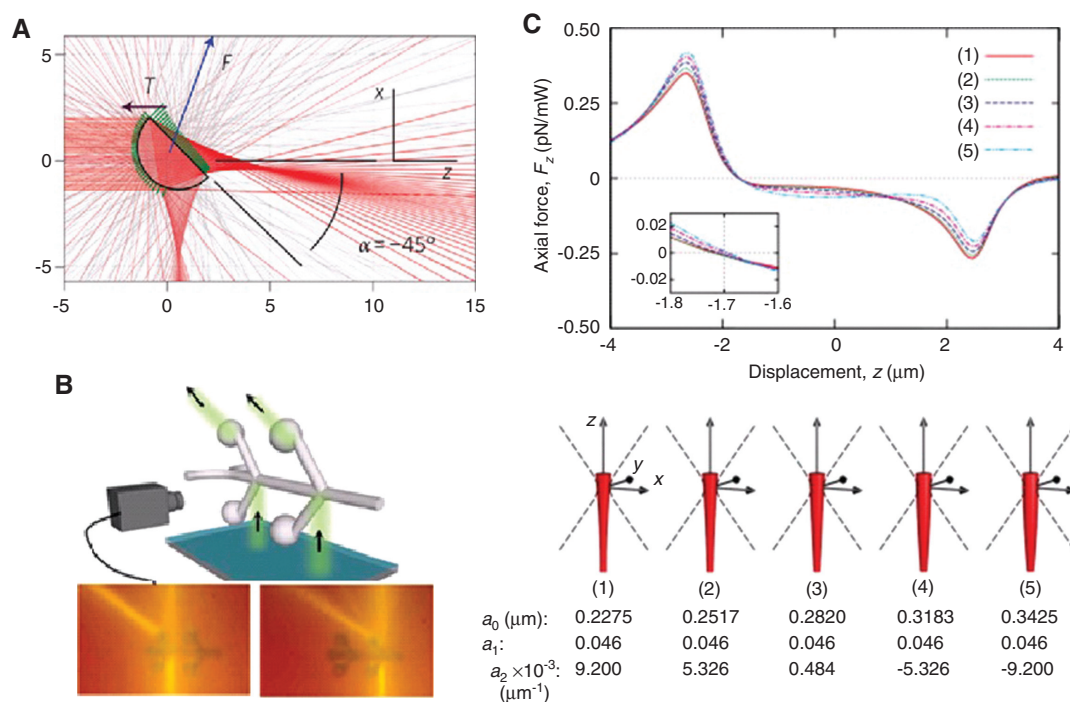 A
5
0
-5
-5
0
5
10
15
T
F
x
z
α = -45°
B
C
Axial force, Fz (pN/mW)
0.50
0.25
0
-0.25
-0.50
-4
-2
0
2
4
Displacement, z (μm)
(1)
(2)
(3)
(4)
(5)
0.02
0
-0.02
-1.8
-1.7
-1.6
z
y
x
(1) (2) (3) (4) (5)
a0 (μm): 0.2275 0.2517 0.2820 0.3183 0.3425
a1: 0.046 0.046 0.046 0.046 0.046
a2 ×10-3: 9.200 5.326 0.484 -5.326 -9.200
(μm-1)